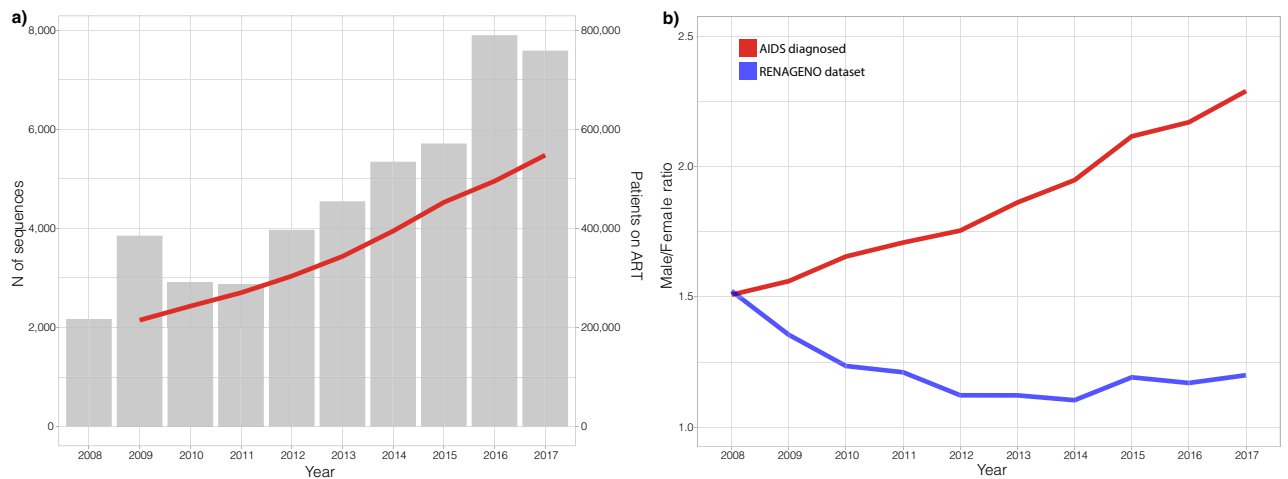 a)
8,000
6,000
4,000
2,000
0
N of sequences
800,000
600,000
400,000
200,000
0
Patients on ART
2008 2009 2010 2011 2012 2013 2014 2015 2016 2017
Year
b)
AIDS diagnosed
RENAGENO dataset
2.5
2.0
1.5
1.0
Male/Female ratio
2008 2009 2010 2011 2012 2013 2014 2015 2016 2017
Year